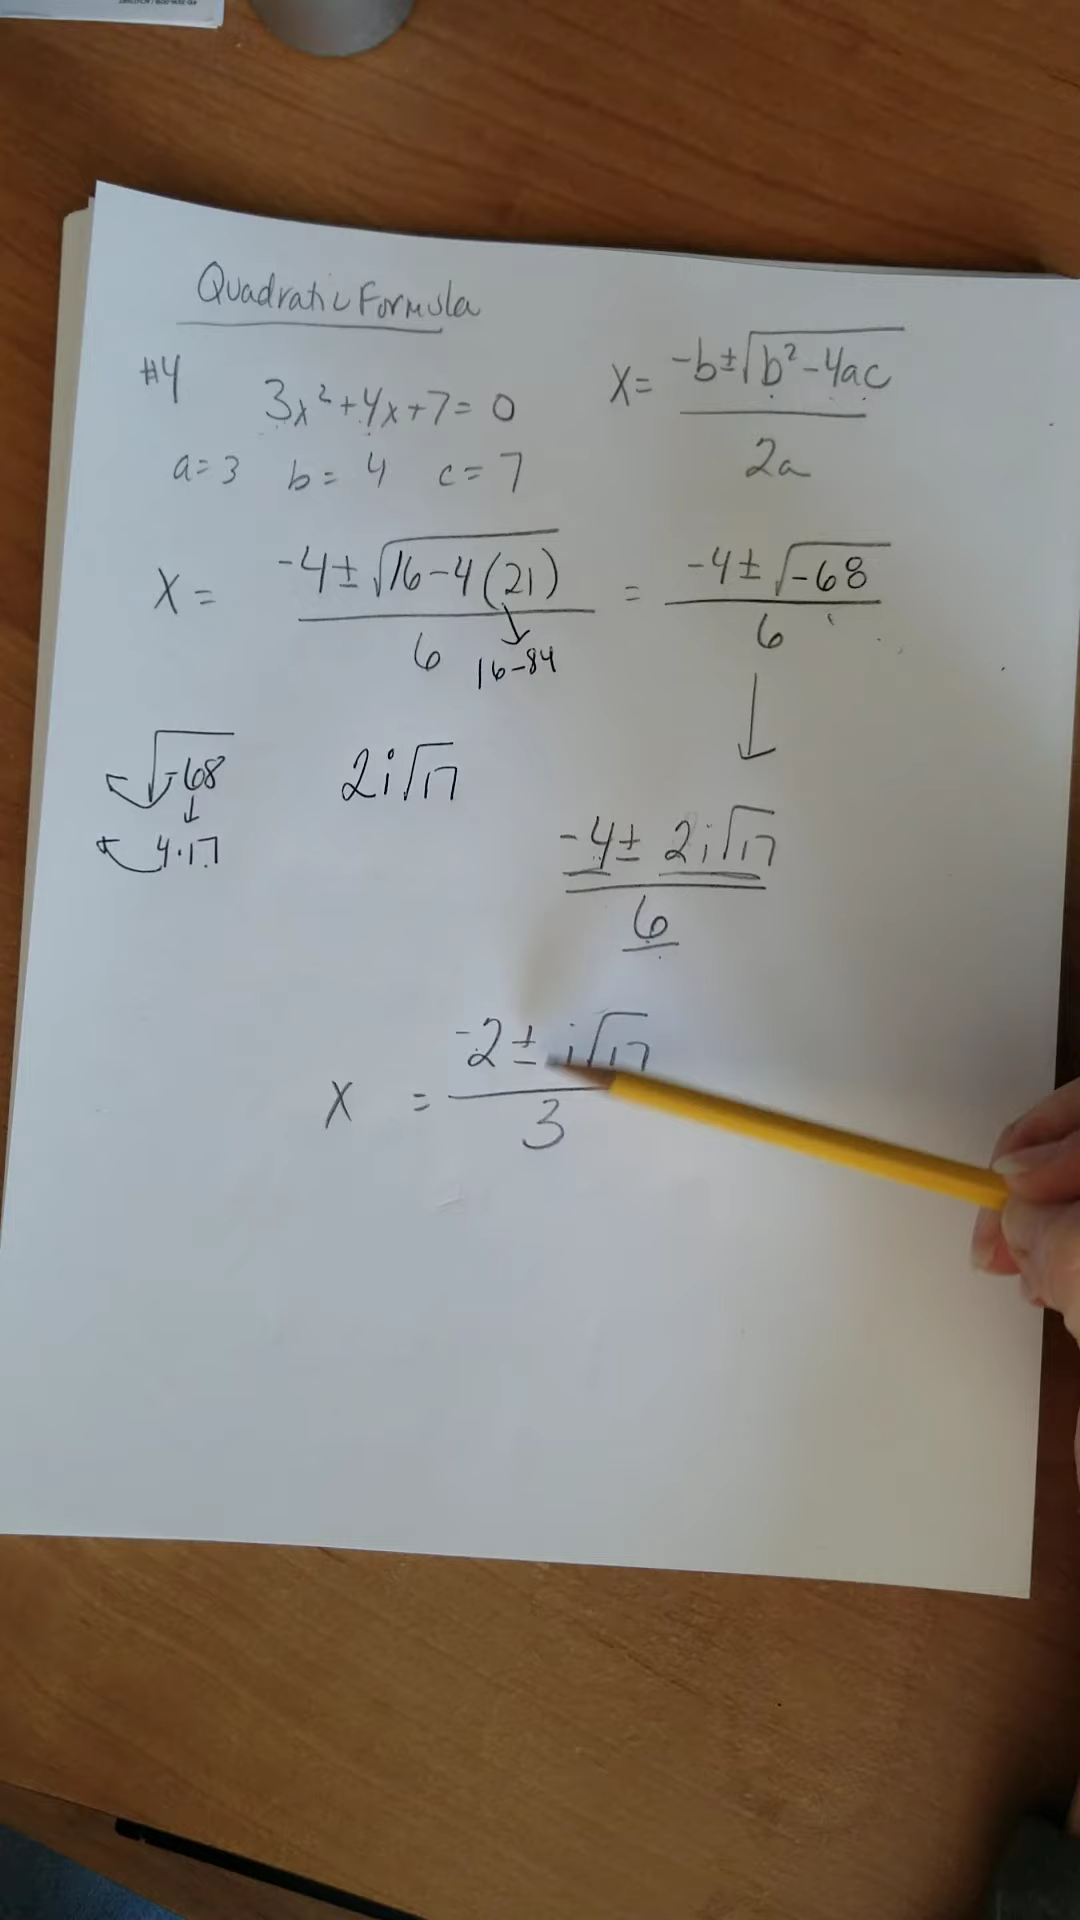 Quadratic Formula
#4
3x²+4x+7=0
x= -b±√b²-4ac / 2a
a=3 b=4 c=7
x= -4±√16-4(21) / 6 = -4±√-68 / 6
16-84
√-68 2i√17
4·17
-4±2i√17 / 6
x = -2±i√17 / 3